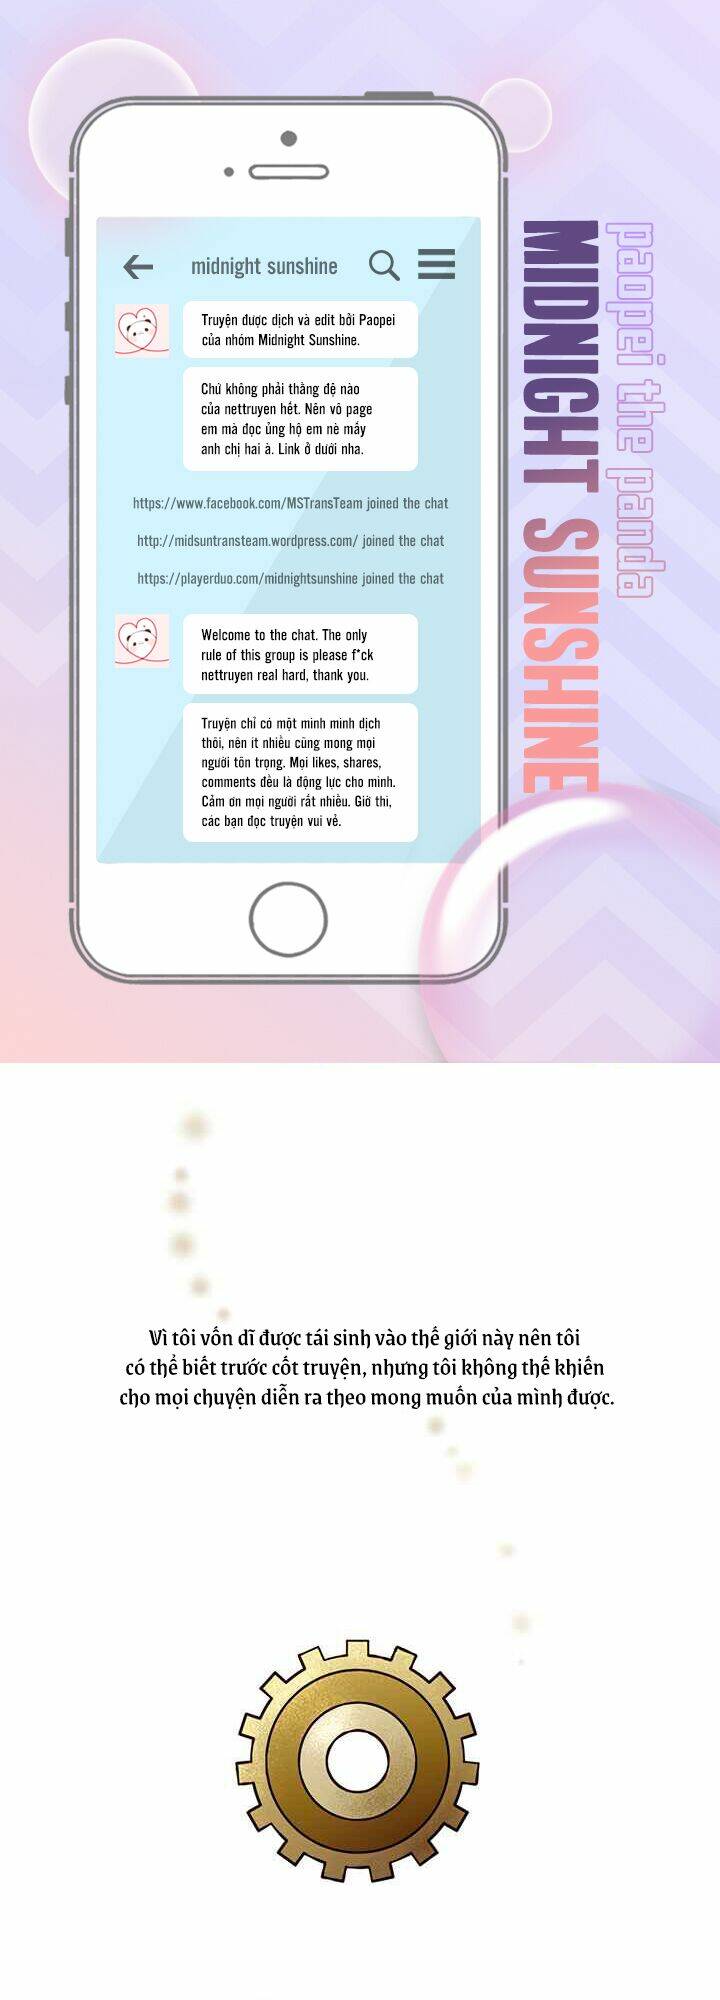 midnight sunshine
Truyện được dịch và edit bởi Paopei
của nhóm Midnight Sunshine.
Chứ không phải thằng đệ nào
của nettruyen hết. Nên vô page
em mà đọc ủng hộ em nè mấy
anh chị hai à. Link ở dưới nha.
https://www.facebook.com/MSTransTeam joined the chat
http://midsuntransteam.wordpress.com/ joined the chat
https://playerduo.com/midnightsunshine joined the chat
Welcome to the chat. The only
rule of this group is please f*ck
nettruyen real hard, thank you.
Truyện chỉ có một mình mình dịch
thôi, nên ít nhiều cũng mong mọi
người tôn trọng. Mọi likes, shares,
comments đều là động lực cho mình.
Cảm ơn mọi người rất nhiều. Giờ thi,
các bạn đọc truyện vui vẻ.
paopei the panda
MIDNIGHT SUNSHINE
Vì tôi vốn dĩ được tái sinh vào thế giới này nên tôi
có thể biết trước cốt truyện, nhưng tôi không thể khiến
cho mọi chuyện diễn ra theo mong muốn của mình được.